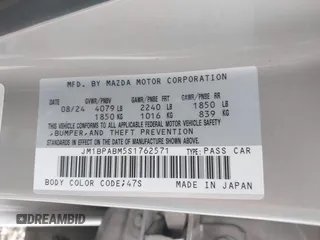 MFD. BY MAZDA MOTOR CORPORATION
DATE GVWR/PNBV GAWR FR/PNBE AV GAWR RR/PNBE AR
08/24 4079 LB 2240 LB 1850 LB
1850 KG 1016 KG 839 KG
THIS VEHICLE CONFORMS TO ALL APPLICABLE
FEDERAL MOTOR VEHICLE SAFETY
,BUMPER, AND THEFT PREVENTION
STANDARDS IN EFFECT ON THE DATE OF
MANUFACTURE SHOWN ABOVE.
JM1BPABM5S1762571 TYPE: PASS CAR
BODY COLOR CODE:47S
MADE IN JAPAN
DREAMBID